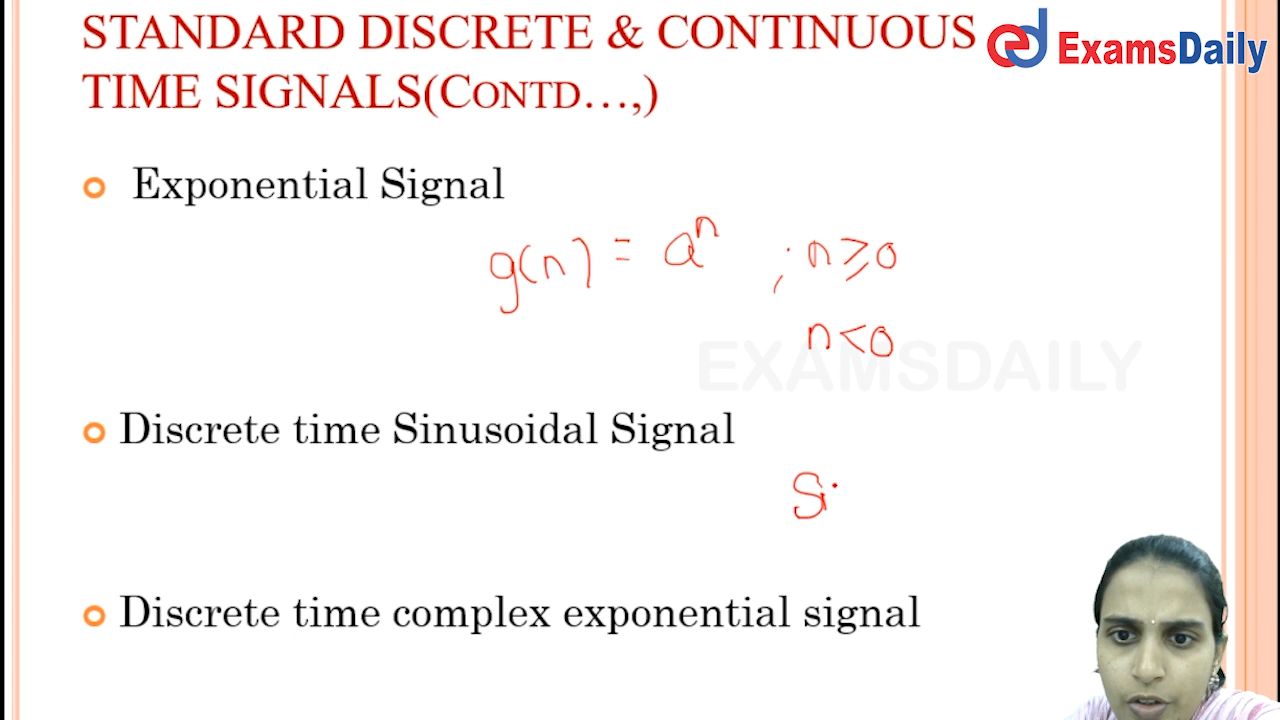 STANDARD DISCRETE & CONTINUOUS
ExamsDaily
TIME SIGNALS(CONTD...,)
Exponential Signal
g(n) = aⁿ ; n ≥ 0
n < 0
EXAMSDAILY
Discrete time Sinusoidal Signal
Si
Discrete time complex exponential signal